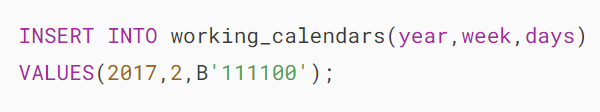 INSERT INTO working_calendars(year,week,days)
VALUES(2017,2,B'111100');